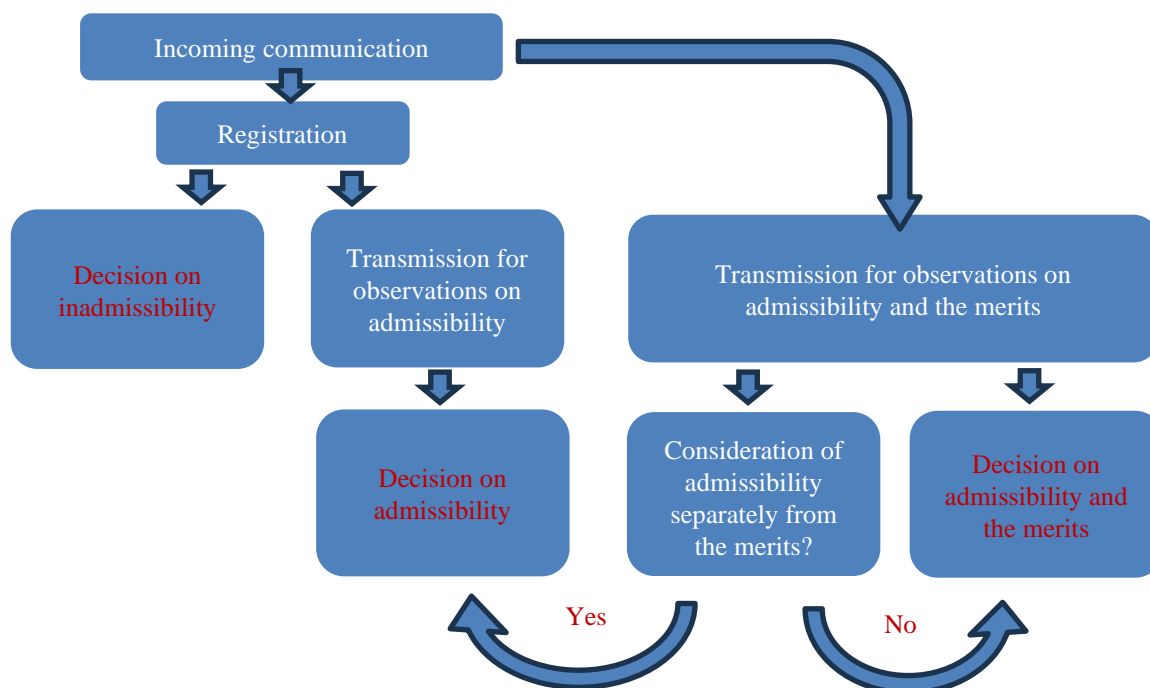 Incoming communication
Registration
Decision on
inadmissibility
Transmission for
observations on
admissibility
Transmission for observations on
admissibility and the merits
Decision on
admissibility
Consideration of
admissibility
separately from
the merits?
Decision on
admissibility and
the merits
Yes
No